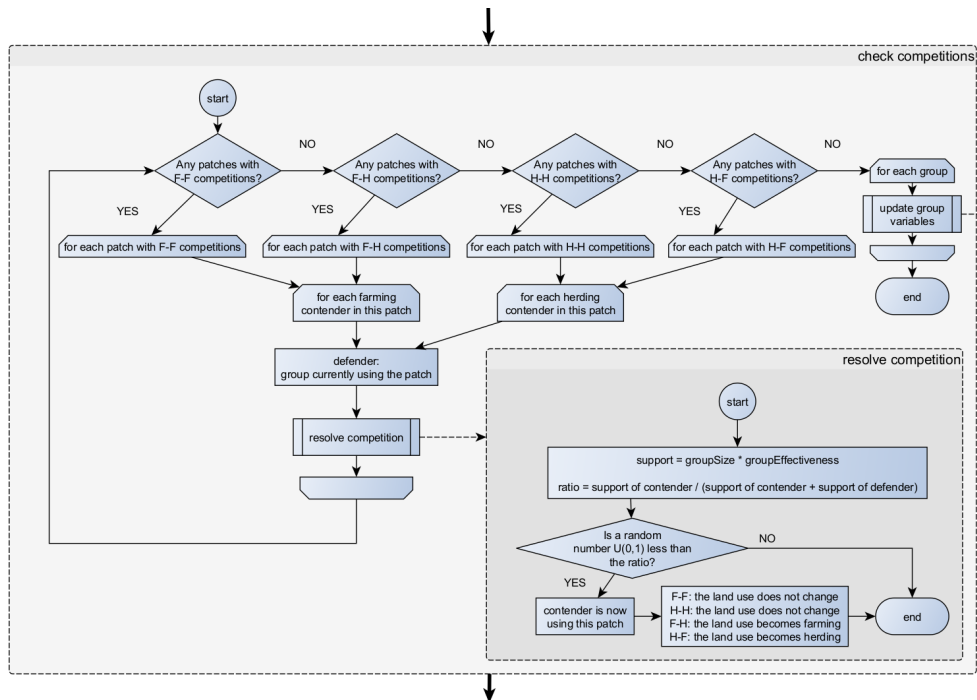 check competitions
start
Any patches with
F-F competitions?
NO
Any patches with
F-H competitions?
NO
Any patches with
H-H competitions?
NO
Any patches with
H-F competitions?
NO
for each group
update group
variables
end
YES
YES
YES
YES
for each patch with F-F competitions
for each patch with F-H competitions
for each patch with H-H competitions
for each patch with H-F competitions
for each farming
contender in this patch
for each herding
contender in this patch
defender:
group currently using the patch
resolve competition
resolve competition
start
support = groupSize * groupEffectiveness
ratio = support of contender / (support of contender + support of defender)
Is a random
number U(0,1) less than
the ratio?
NO
YES
contender is now
using this patch
F-F: the land use does not change
H-H: the land use does not change
F-H: the land use becomes farming
H-F: the land use becomes herding
end